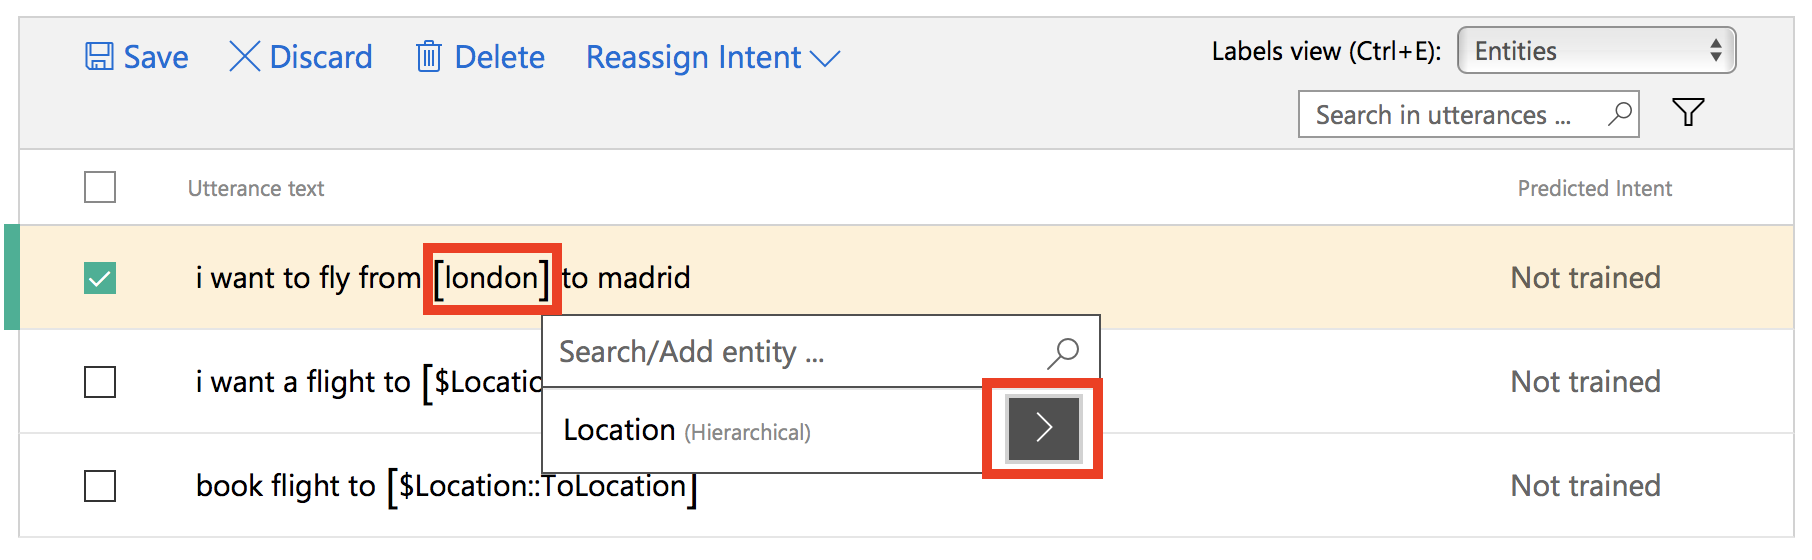 Save Discard Delete Reassign Intent Labels view (Ctrl+E): Entities
Search in utterances ...
Utterance text Predicted Intent
i want to fly from [london] to madrid Not trained
Search/Add entity ...
i want a flight to [$Locatio Not trained
Location (Hierarchical)
book flight to [$Location::ToLocation] Not trained